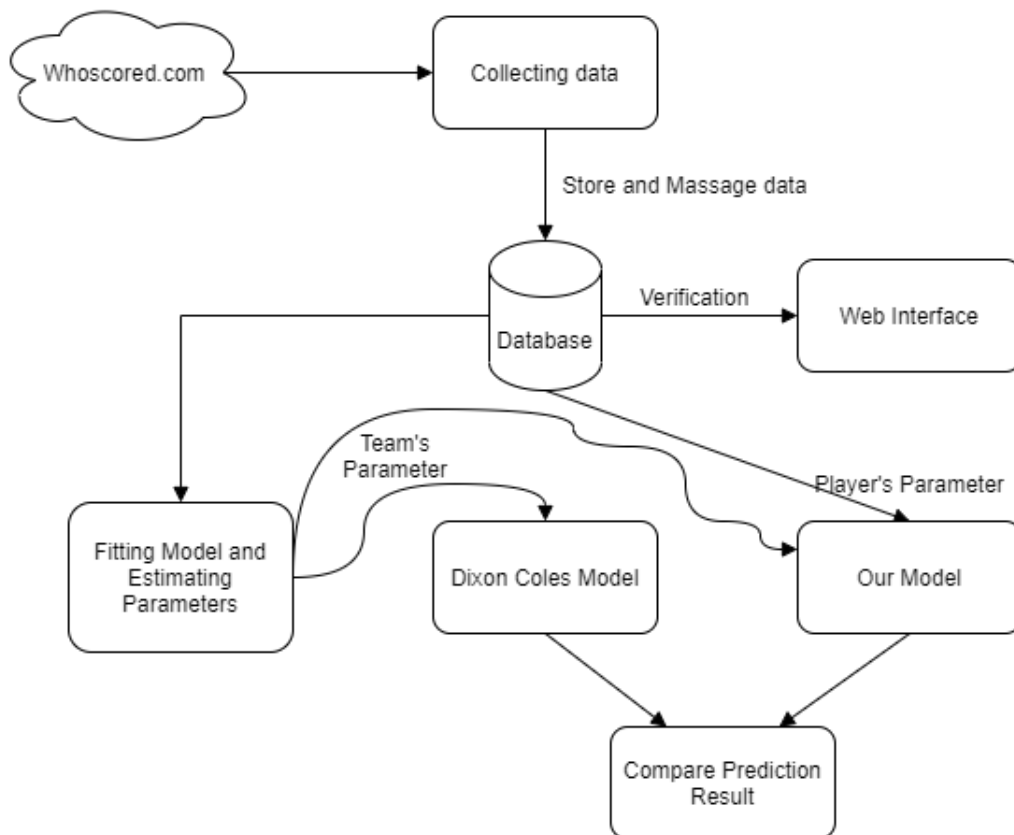 Whoscored.com
Collecting data
Store and Massage data
Verification
Database
Web Interface
Team's
Parameter
Player's Parameter
Fitting Model and
Estimating
Parameters
Dixon Coles Model
Our Model
Compare Prediction
Result